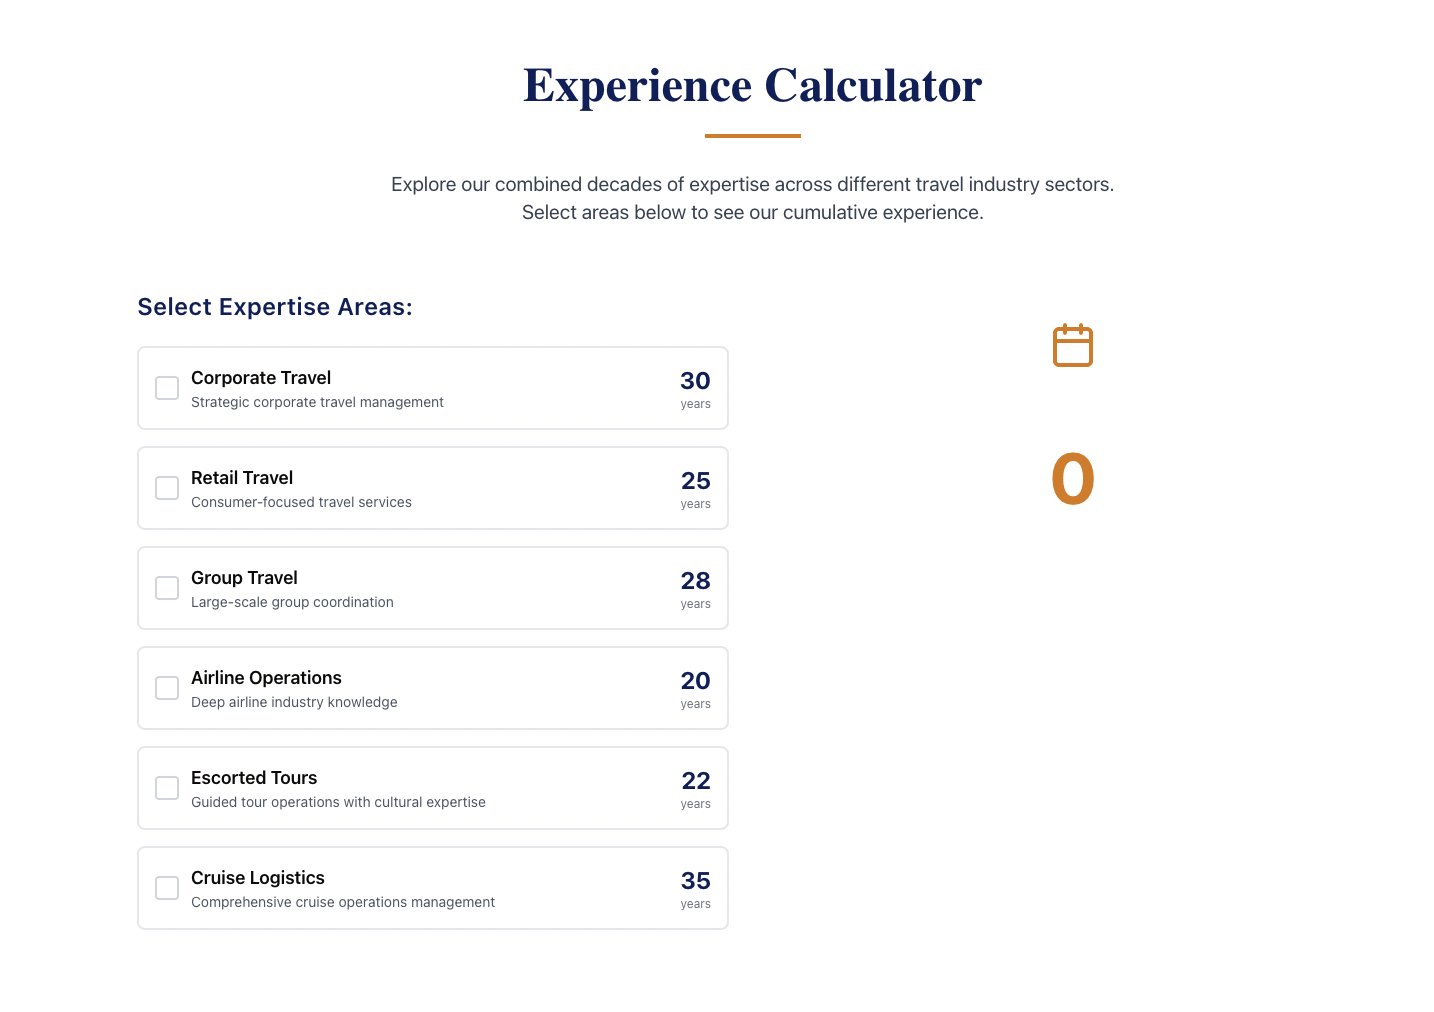 Experience Calculator
Explore our combined decades of expertise across different travel industry sectors.
Select areas below to see our cumulative experience.
Select Expertise Areas:
Corporate Travel
Strategic corporate travel management
30
years
Retail Travel
Consumer-focused travel services
25
years
Group Travel
Large-scale group coordination
28
years
Airline Operations
Deep airline industry knowledge
20
years
Escorted Tours
Guided tour operations with cultural expertise
22
years
Cruise Logistics
Comprehensive cruise operations management
35
years
0